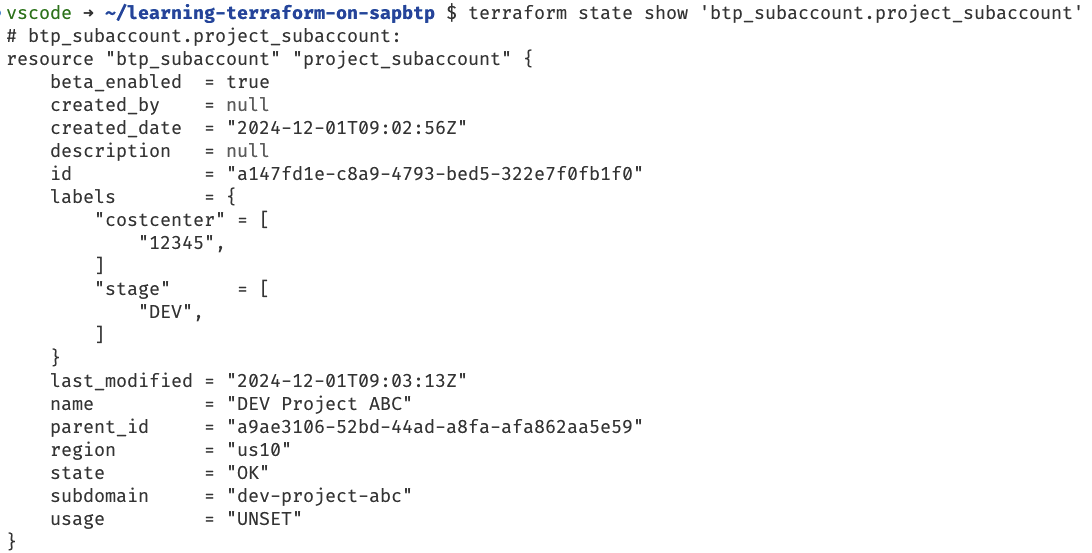 vscode → ~/learning-terraform-on-sapbtp $ terraform state show 'btp_subaccount.project_subaccount'
# btp_subaccount.project_subaccount:
resource "btp_subaccount" "project_subaccount" {
    beta_enabled  = true
    created_by    = null
    created_date  = "2024-12-01T09:02:56Z"
    description   = null
    id            = "a147fd1e-c8a9-4793-bed5-322e7f0fb1f0"
    labels        = {
        "costcenter" = [
            "12345",
        ]
        "stage"      = [
            "DEV",
        ]
    }
    last_modified = "2024-12-01T09:03:13Z"
    name          = "DEV Project ABC"
    parent_id     = "a9ae3106-52bd-44ad-a8fa-afa862aa5e59"
    region        = "us10"
    state         = "OK"
    subdomain     = "dev-project-abc"
    usage         = "UNSET"
}